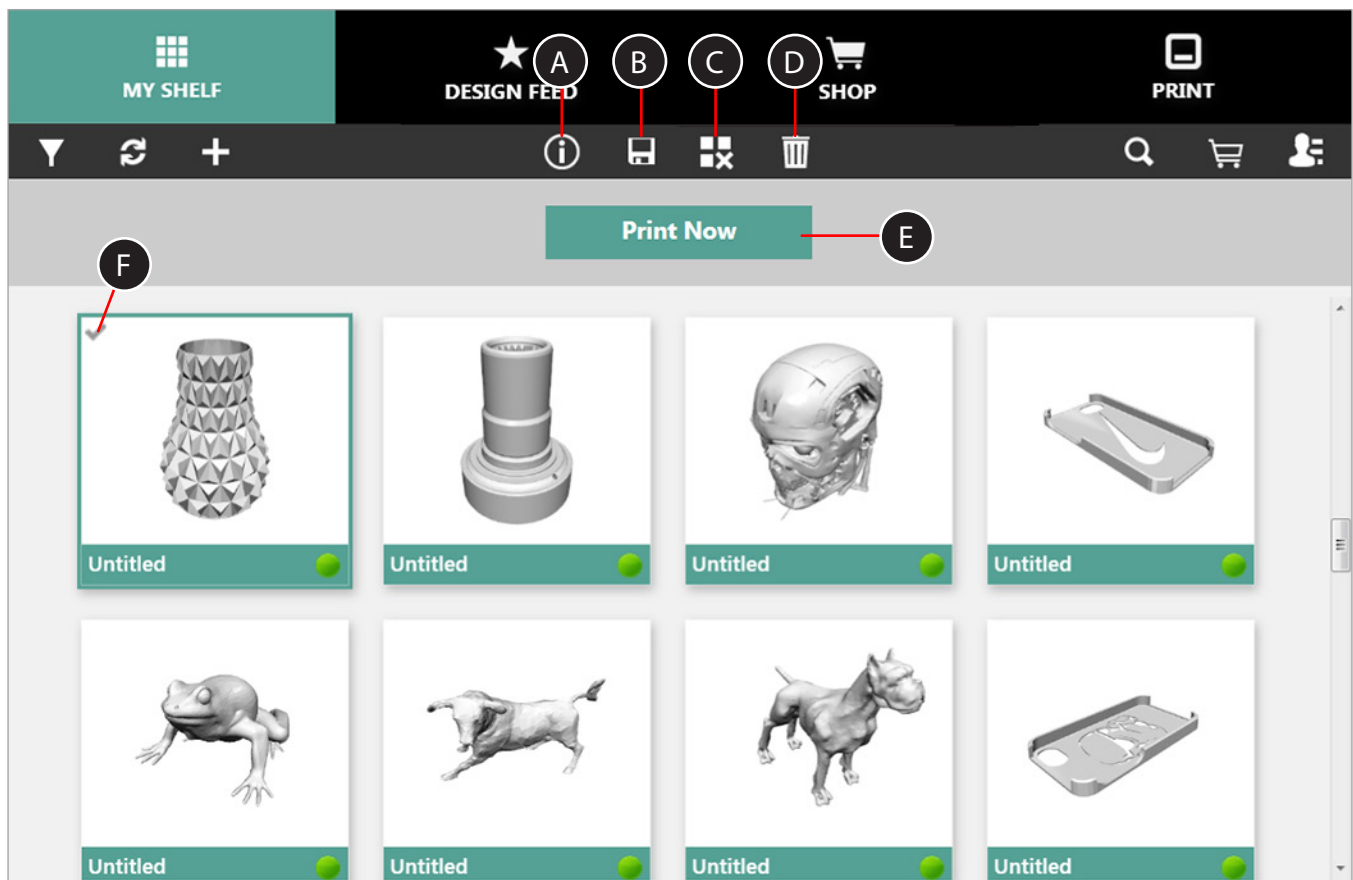 MY SHELF
DESIGN FEED
SHOP
PRINT
A
B
C
D
Print Now
E
F
Untitled
Untitled
Untitled
Untitled
Untitled
Untitled
Untitled
Untitled